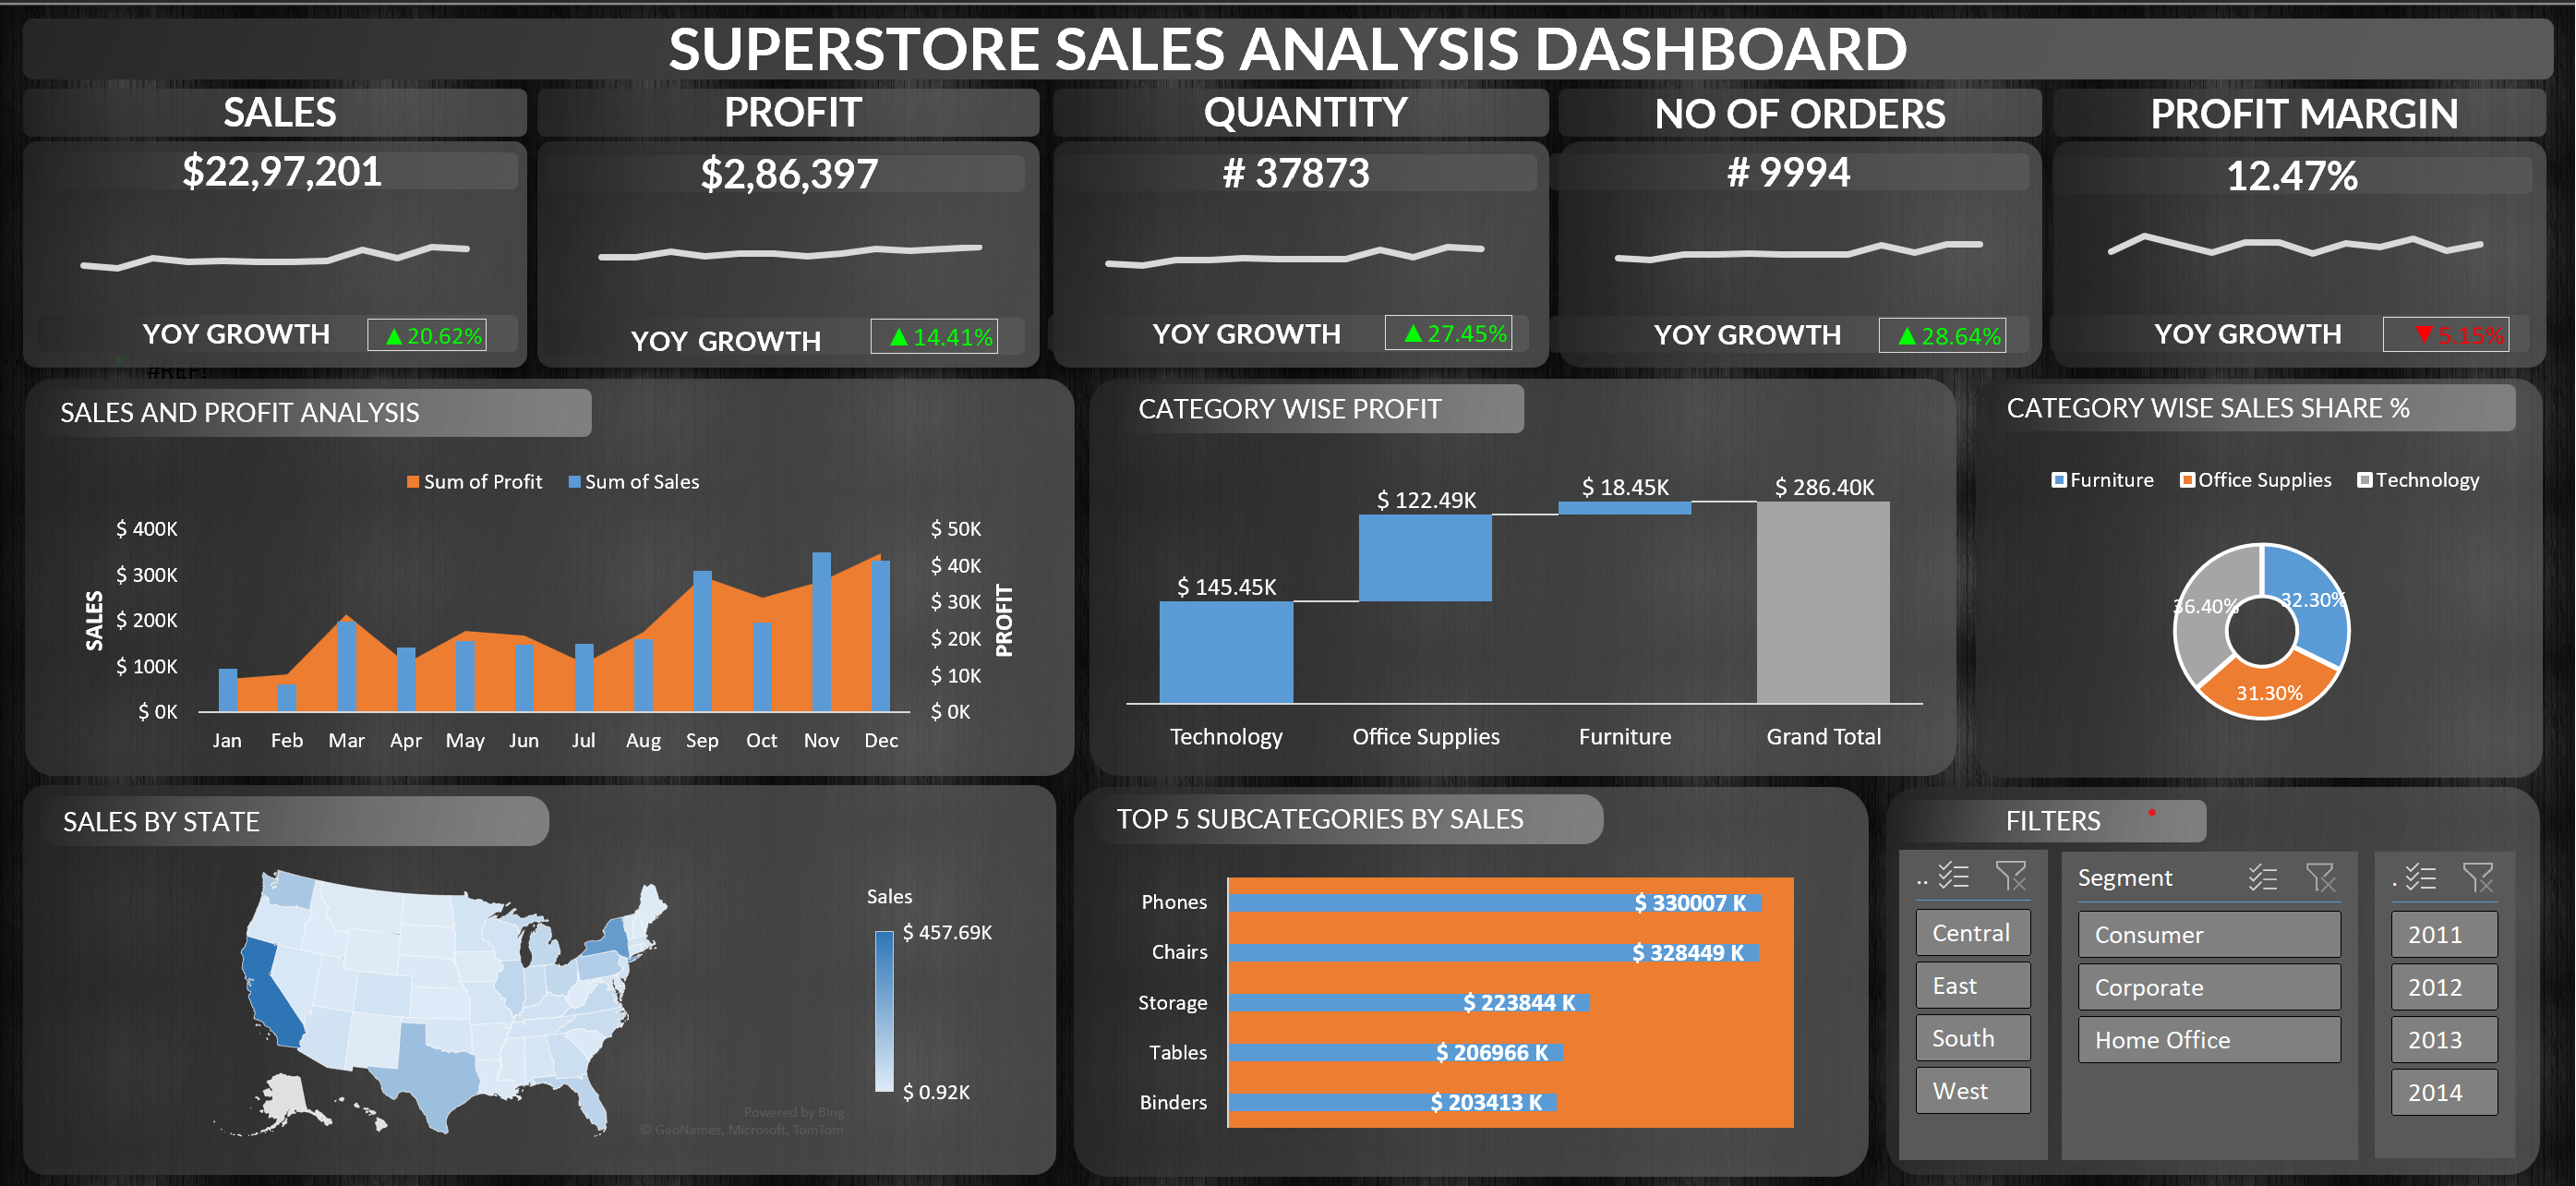 SUPERSTORE SALES ANALYSIS DASHBOARD
SALES
$22,97,201
YOY GROWTH ▲20.62%
PROFIT
$2,86,397
YOY GROWTH ▲14.41%
QUANTITY
# 37873
YOY GROWTH ▲27.45%
NO OF ORDERS
# 9994
YOY GROWTH ▲28.64%
PROFIT MARGIN
12.47%
YOY GROWTH ▼5.15%
#REF!
SALES AND PROFIT ANALYSIS
Sum of Profit Sum of Sales
SALES
$ 400K
$ 300K
$ 200K
$ 100K
$ 0K
$ 50K
$ 40K
$ 30K
$ 20K
$ 10K
$ 0K
PROFIT
Jan Feb Mar Apr May Jun Jul Aug Sep Oct Nov Dec
CATEGORY WISE PROFIT
$ 145.45K
$ 122.49K
$ 18.45K
$ 286.40K
Technology Office Supplies Furniture Grand Total
CATEGORY WISE SALES SHARE %
Furniture Office Supplies Technology
36.40%
32.30%
31.30%
SALES BY STATE
Sales
$ 457.69K
$ 0.92K
Powered by Bing
© GeoNames, Microsoft, TomTom
TOP 5 SUBCATEGORIES BY SALES
Phones $ 330007 K
Chairs $ 328449 K
Storage $ 223844 K
Tables $ 206966 K
Binders $ 203413 K
FILTERS
..
Central
East
South
West
Segment
Consumer
Corporate
Home Office
.
2011
2012
2013
2014